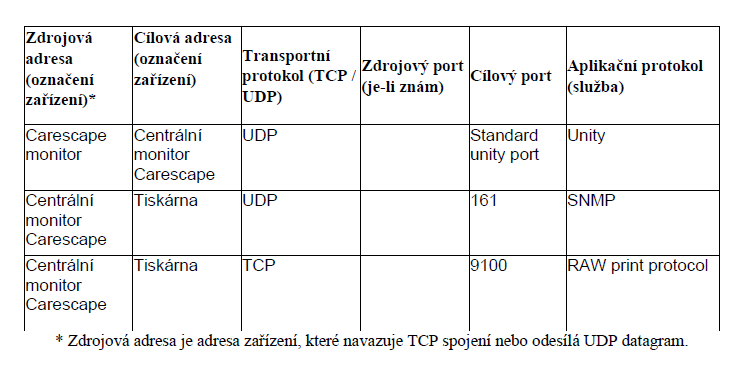 Zdrojová adresa (označení zařízení)* Cílová adresa (označení zařízení) Transportní protokol (TCP / UDP) Zdrojový port (je-li znám) Cílový port Aplikační protokol (služba)
Carescape monitor Centrální monitor Carescape UDP Standard unity port Unity
Centrální monitor Carescape Tiskárna UDP 161 SNMP
Centrální monitor Carescape Tiskárna TCP 9100 RAW print protocol
* Zdrojová adresa je adresa zařízení, které navazuje TCP spojení nebo odesílá UDP datagram.